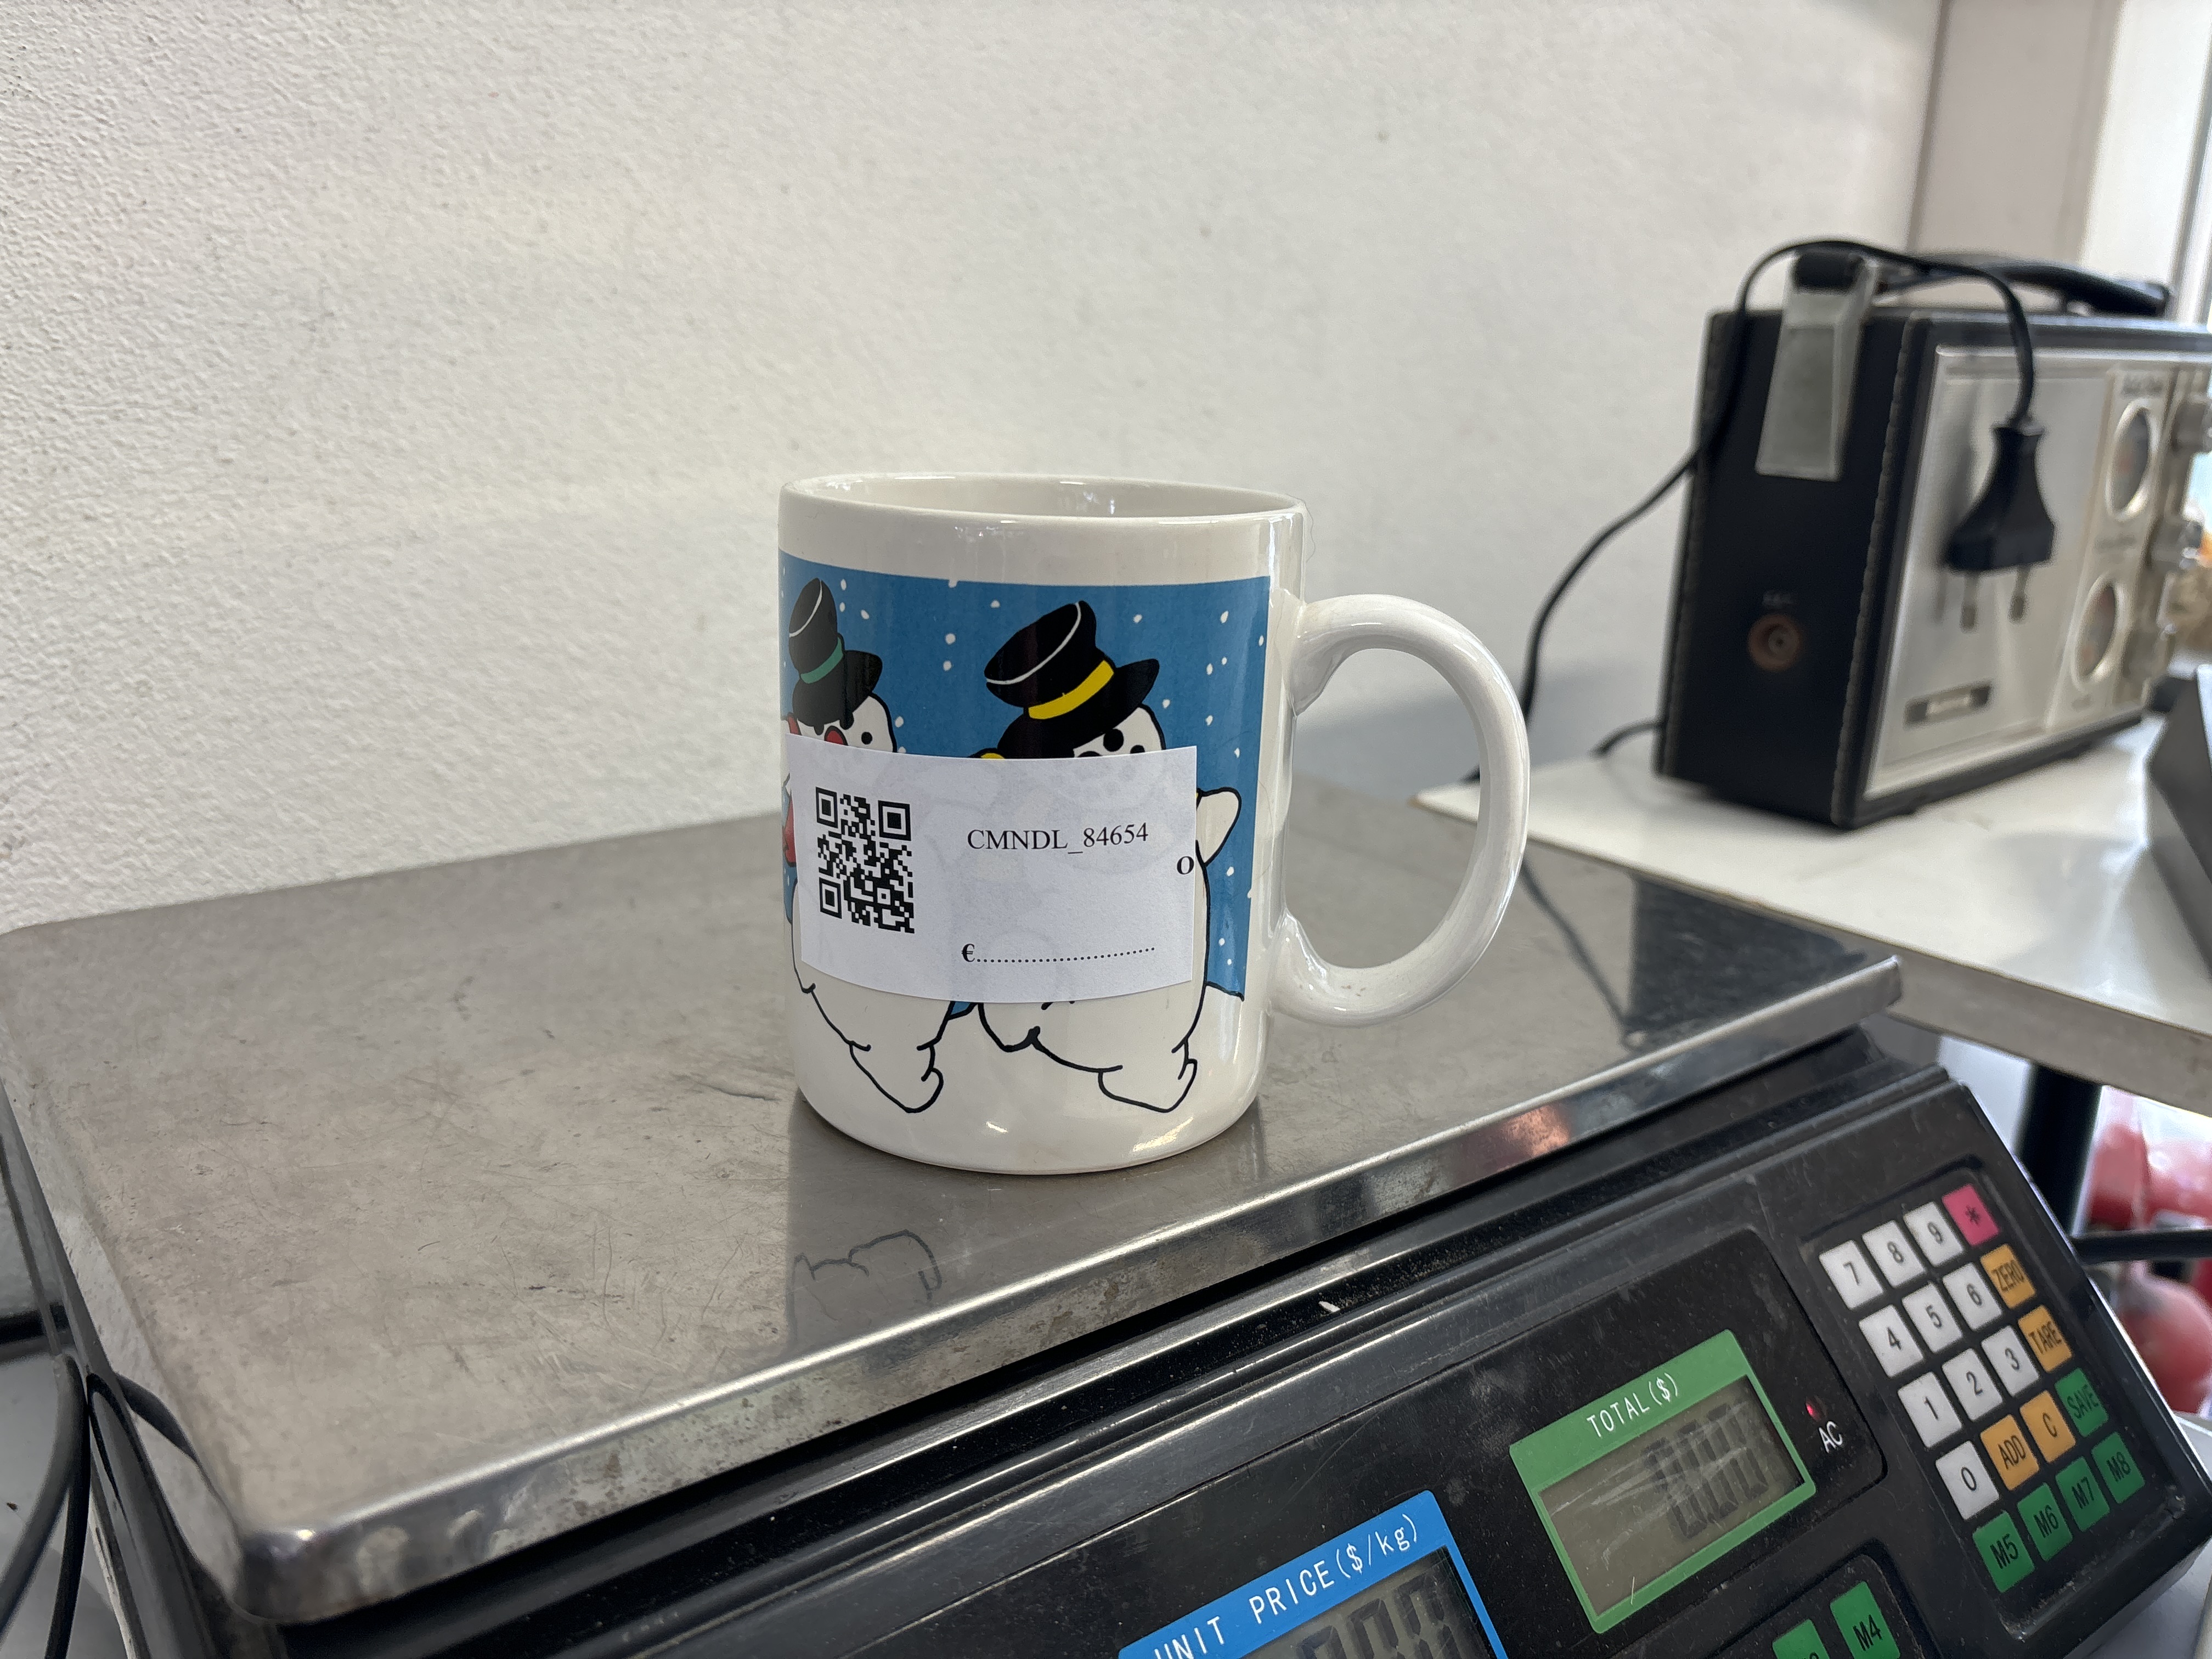 CMNDL_84654
O
€..............................
7 8 9 *
4 5 6 ZERO
1 2 3 TARE
0 ADD C SAVE
M5 M6 M7 M8
M4
AC
TOTAL($)
UNIT PRICE($/kg)